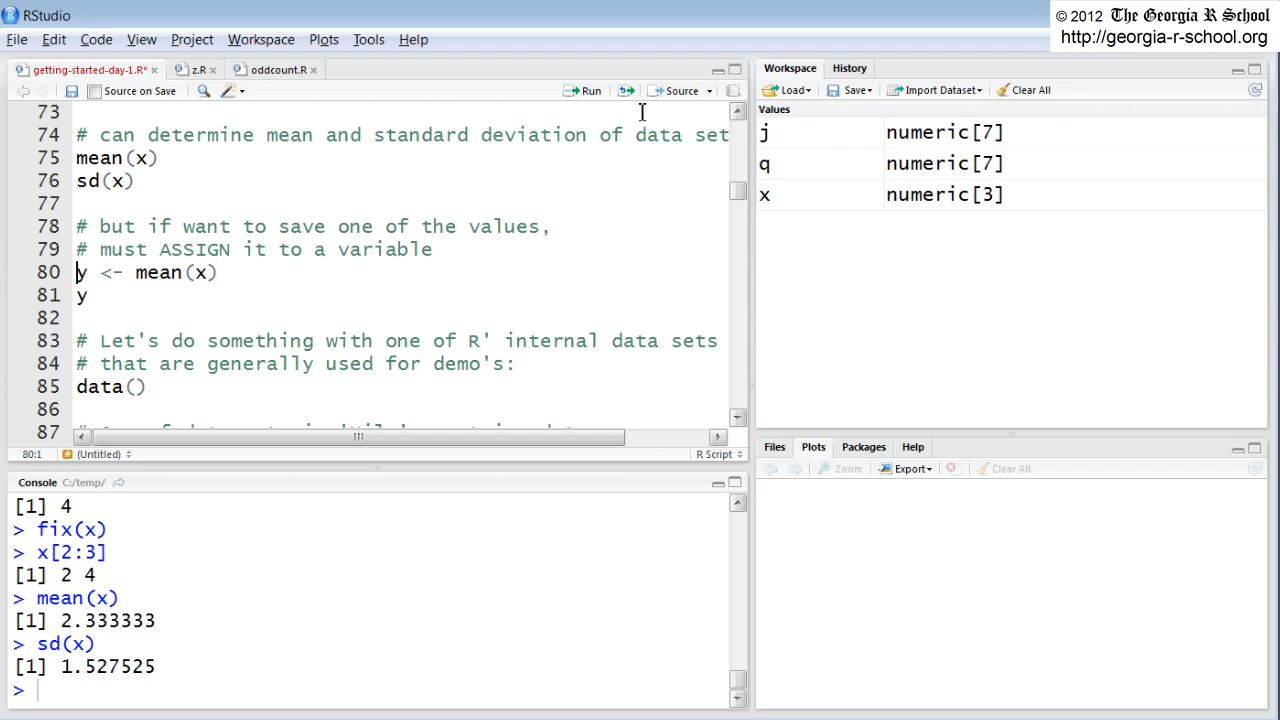 RStudio
© 2012 The Georgia R School
http://georgia-r-school.org
File Edit Code View Project Workspace Plots Tools Help
getting-started-day-1.R* z.R oddcount.R
Source on Save Run Source
73
74 # can determine mean and standard deviation of data set
75 mean(x)
76 sd(x)
77
78 # but if want to save one of the values,
79 # must ASSIGN it to a variable
80 y <- mean(x)
81 y
82
83 # Let's do something with one of R' internal data sets
84 # that are generally used for demo's:
85 data()
86
87
80:1 (Untitled) R Script
Console C:/temp/
[1] 4
> fix(x)
> x[2:3]
[1] 2 4
> mean(x)
[1] 2.333333
> sd(x)
[1] 1.527525
>
Workspace History
Load Save Import Dataset Clear All
Values
j numeric[7]
q numeric[7]
x numeric[3]
Files Plots Packages Help
Zoom Export Clear All